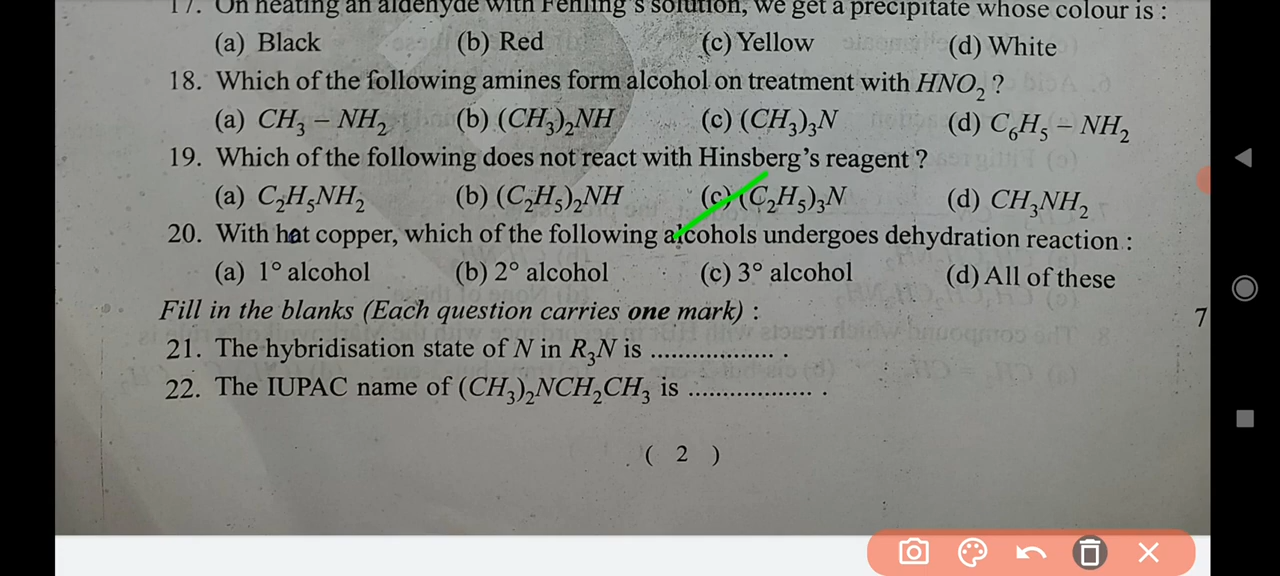 17. On heating an aldehyde with Fehling's solution, we get a precipitate whose colour is :
(a) Black (b) Red (c) Yellow (d) White
18. Which of the following amines form alcohol on treatment with HNO₂ ?
(a) CH₃ – NH₂ (b) (CH₃)₂NH (c) (CH₃)₃N (d) C₆H₅ – NH₂
19. Which of the following does not react with Hinsberg's reagent ?
(a) C₂H₅NH₂ (b) (C₂H₅)₂NH (c) (C₂H₅)₃N (d) CH₃NH₂
20. With hot copper, which of the following alcohols undergoes dehydration reaction :
(a) 1° alcohol (b) 2° alcohol (c) 3° alcohol (d) All of these
Fill in the blanks (Each question carries one mark) :
7
21. The hybridisation state of N in R₃N is .................. .
22. The IUPAC name of (CH₃)₂NCH₂CH₃ is .................. .
( 2 )